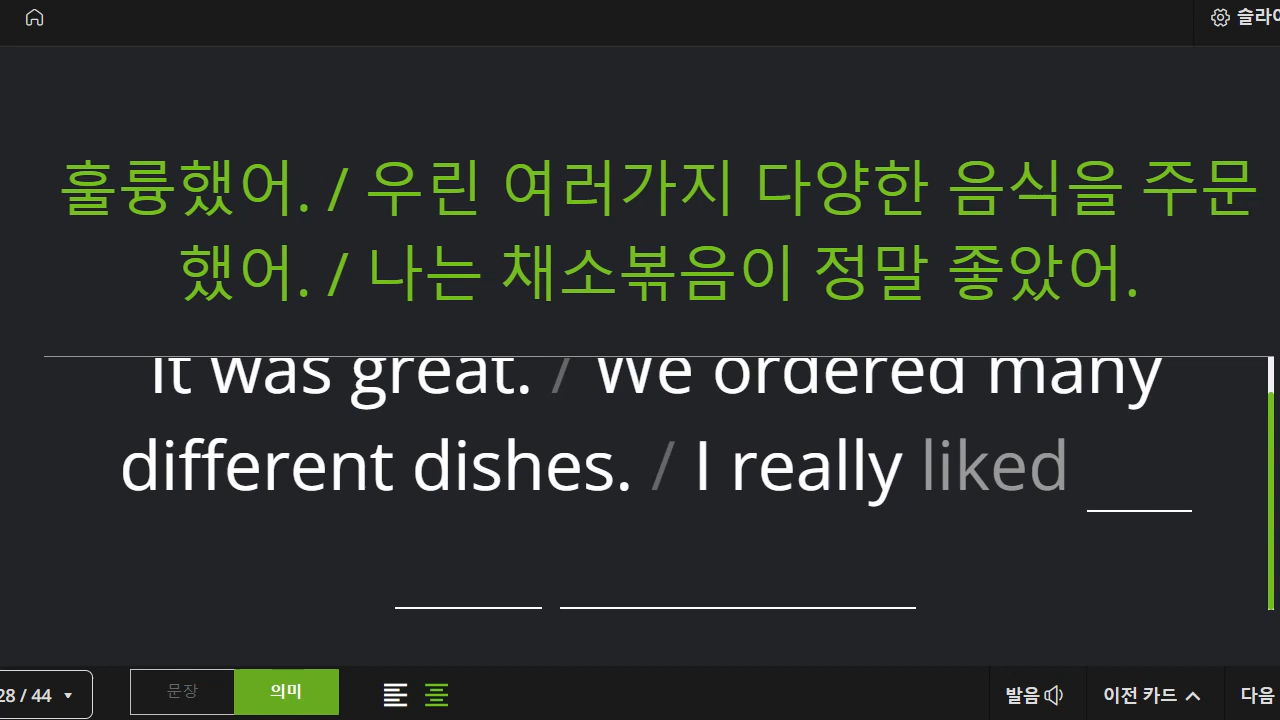 슬라이
훌륭했어. / 우린 여러가지 다양한 음식을 주문
했어. / 나는 채소볶음이 정말 좋았어.
It was great. / We ordered many
different dishes. / I really liked
28 / 44
문장
의미
발음
이전 카드
다음